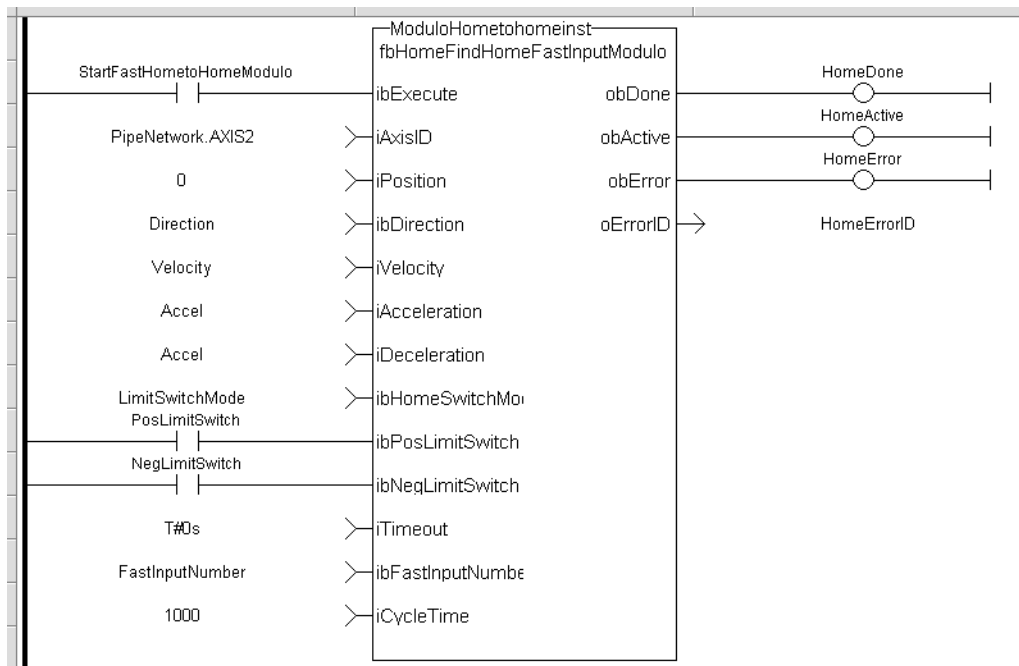 ModuloHometohomeinst
fbHomeFindHomeFastInputModulo
StartFastHometoHomeModulo
ibExecute
obDone
HomeDone
PipeNetwork.AXIS2
iAxisID
obActive
HomeActive
0
iPosition
obError
HomeError
Direction
ibDirection
oErrorID
HomeErrorID
Velocity
iVelocity
Accel
iAcceleration
Accel
iDeceleration
LimitSwitchMode
ibHomeSwitchMo
PosLimitSwitch
ibPosLimitSwitch
NegLimitSwitch
ibNegLimitSwitch
T#0s
iTimeout
FastInputNumber
ibFastInputNumbe
1000
iCycleTime